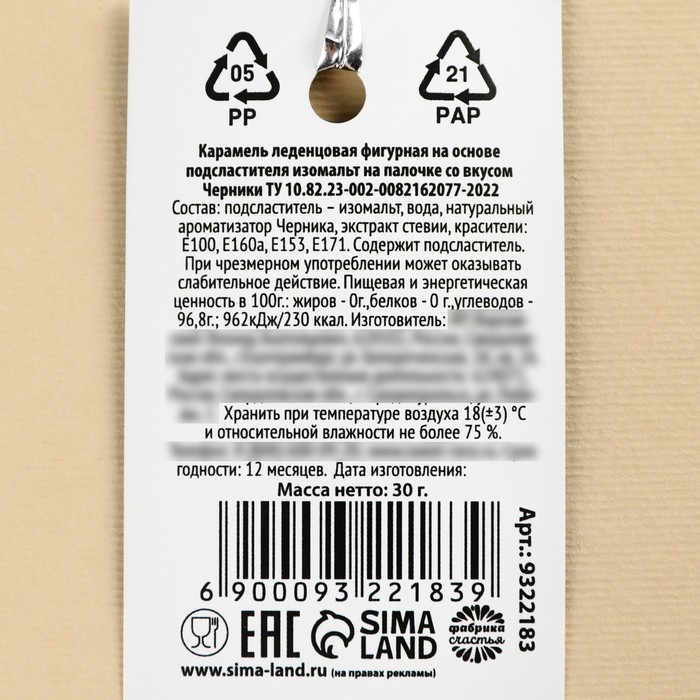 05
PP
21
PAP
Карамель леденцовая фигурная на основе
подсластителя изомальт на палочке со вкусом
Черники ТУ 10.82.23-002-0082162077-2022
Состав: подсластитель – изомальт, вода, натуральный
ароматизатор Черника, экстракт стевии, красители:
Е100, Е160а, Е153, Е171. Содержит подсластитель.
При чрезмерном употреблении может оказывать
слабительное действие. Пищевая и энергетическая
ценность в 100г.: жиров - 0г.,белков - 0 г.,углеводов -
96,8г.; 962кДж/230 ккал. Изготовитель:
Хранить при температуре воздуха 18(±3) °С
и относительной влажности не более 75 %.
годности: 12 месяцев. Дата изготовления:
Масса нетто: 30 г.
6 900093 221839
Арт.: 9322183
EAC
SIMA
LAND
фабрика
счастья
www.sima-land.ru (на правах рекламы)